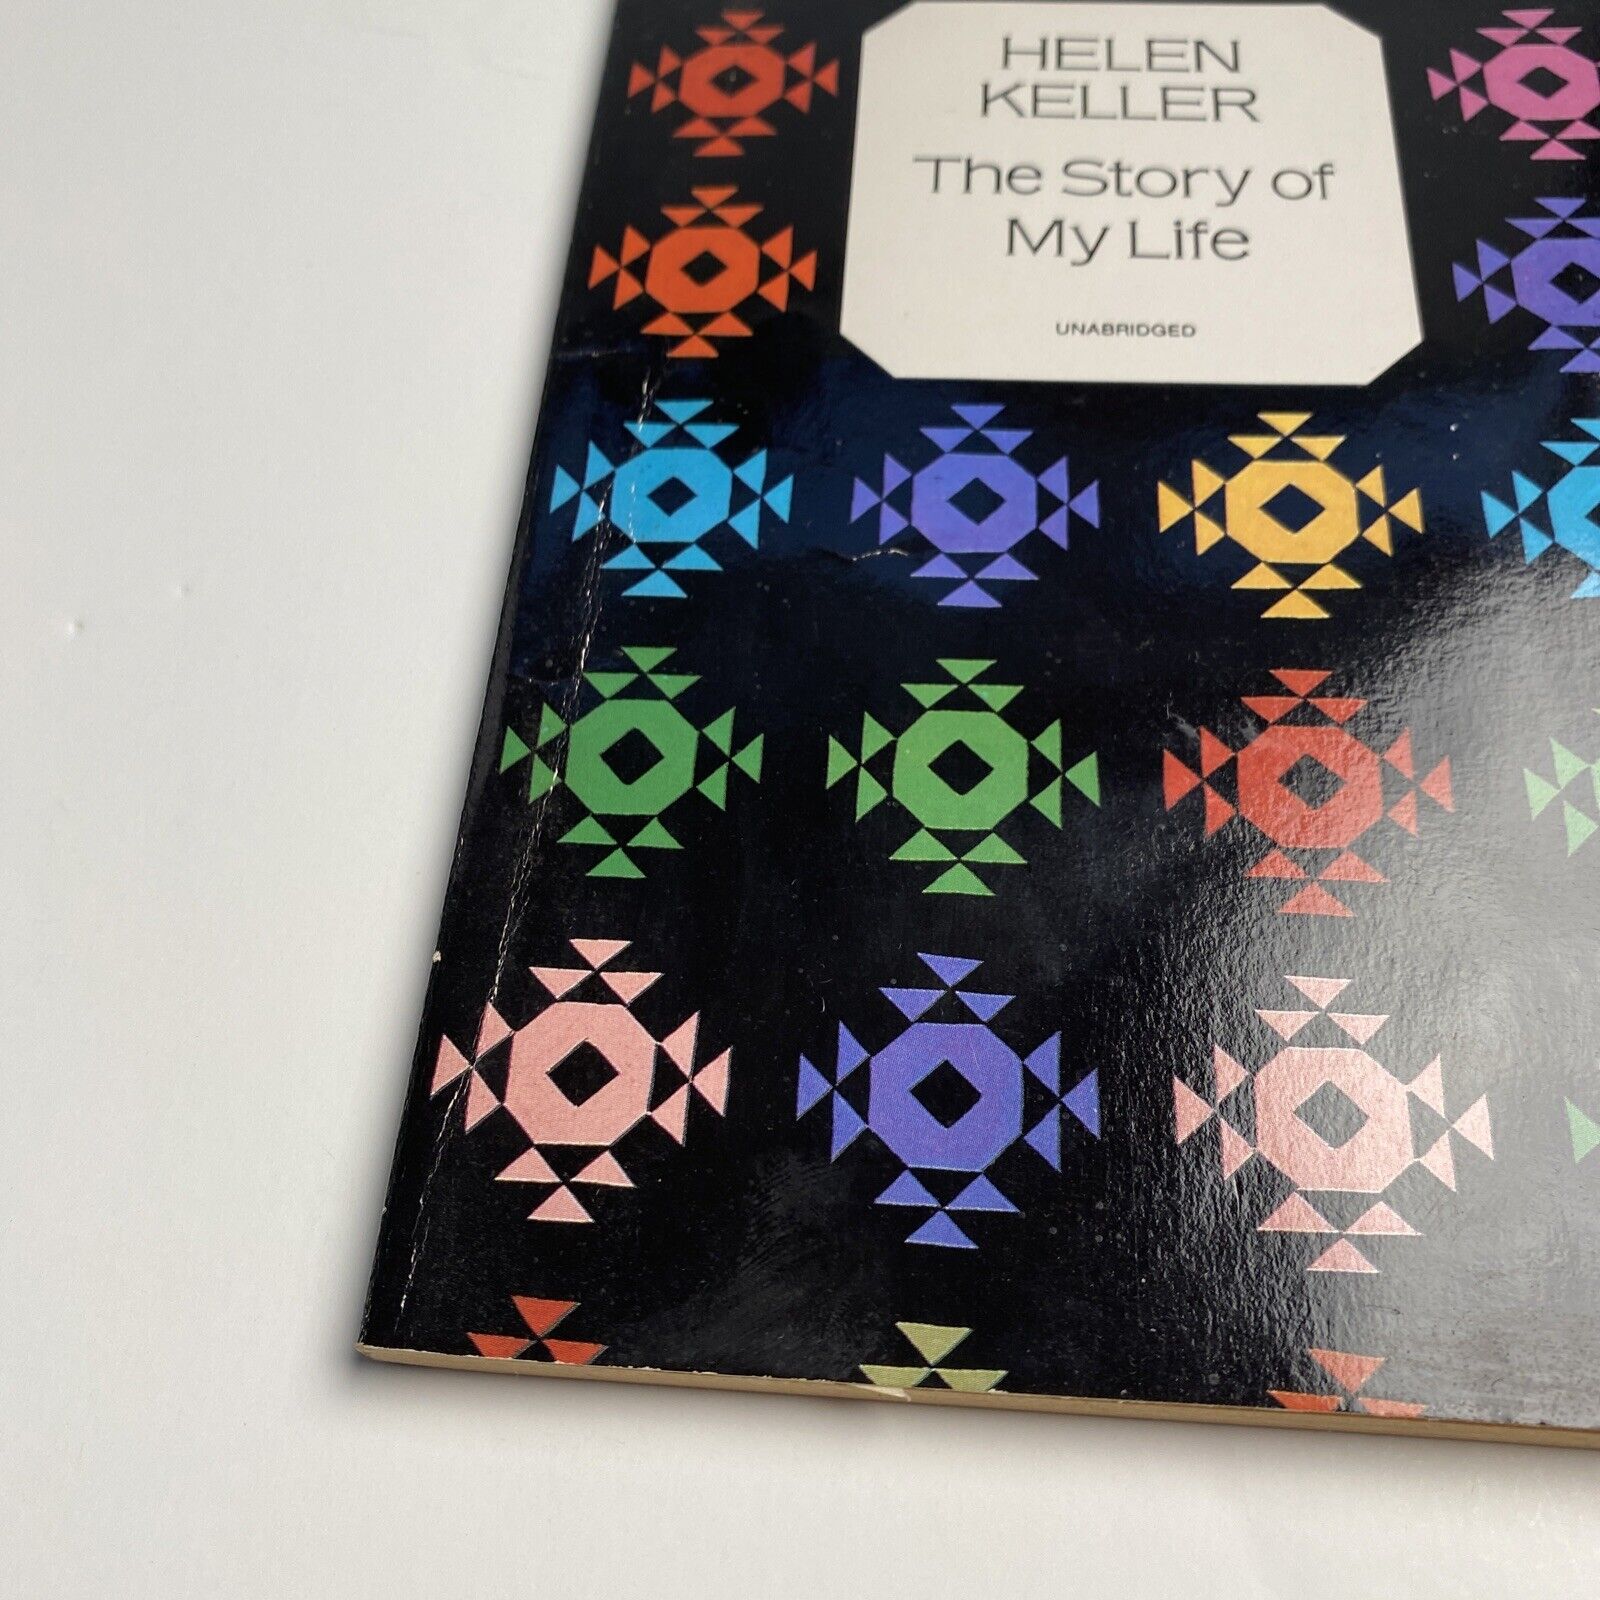 HELEN
KELLER
The Story of
My Life
UNABRIDGED